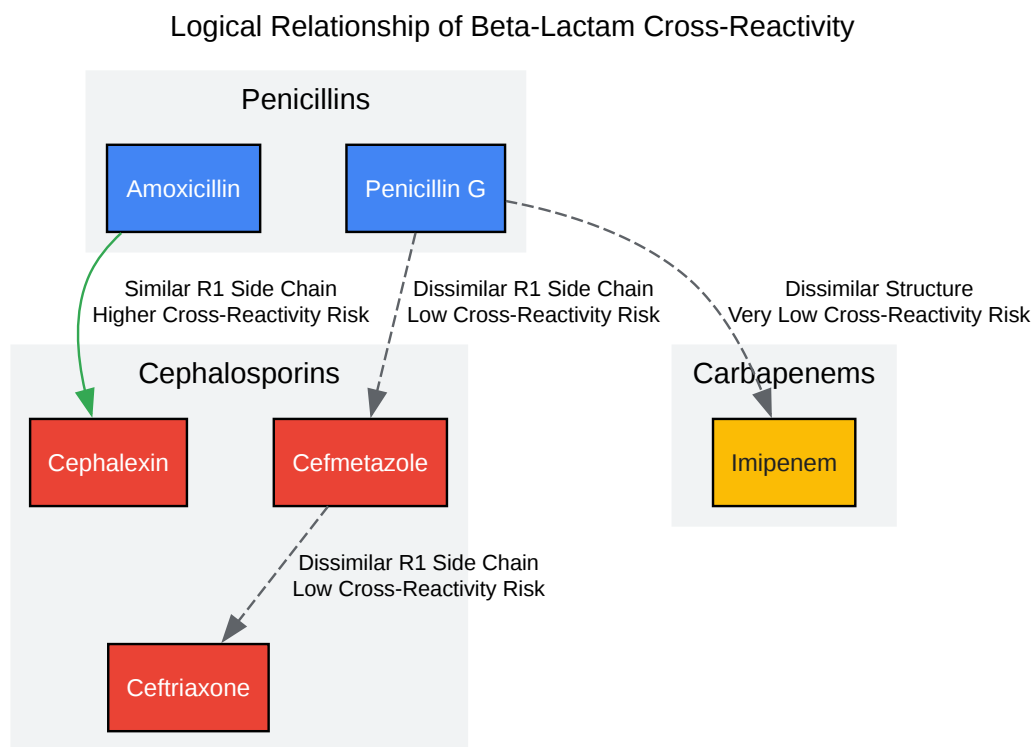 Logical Relationship of Beta-Lactam Cross-Reactivity
Penicillins
Amoxicillin
Penicillin G
Similar R1 Side Chain
Higher Cross-Reactivity Risk
Dissimilar R1 Side Chain
Low Cross-Reactivity Risk
Dissimilar Structure
Very Low Cross-Reactivity Risk
Cephalosporins
Carbapenems
Cephalexin
Cefmetazole
Imipenem
Dissimilar R1 Side Chain
Low Cross-Reactivity Risk
Ceftriaxone